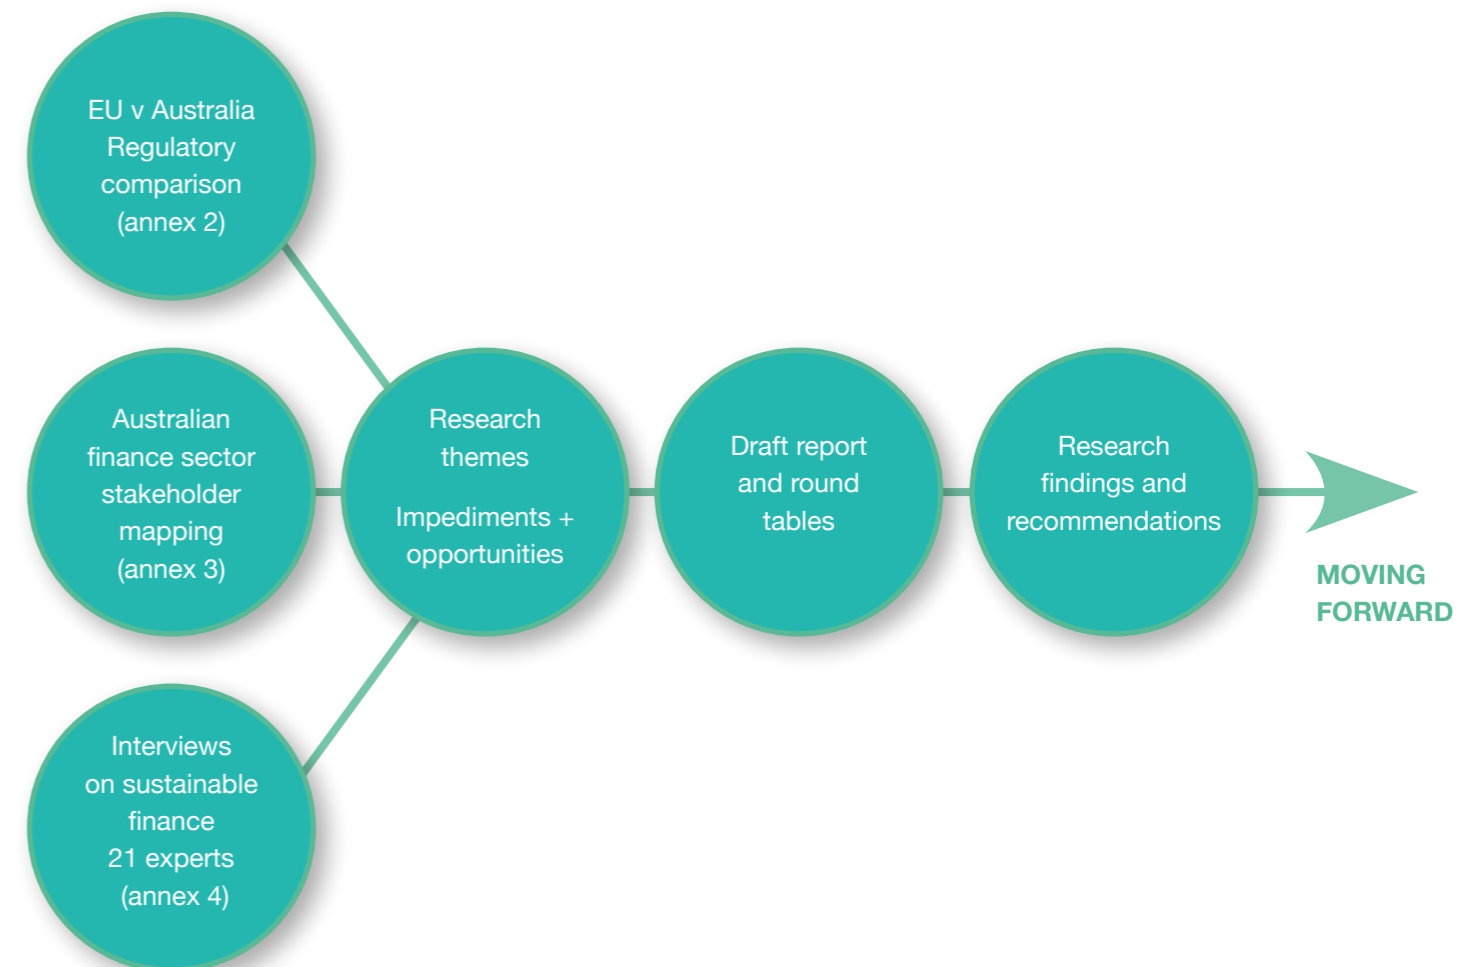 EU v Australia
Regulatory
comparison
(annex 2)
Australian
finance sector
stakeholder
mapping
(annex 3)
Interviews
on sustainable
finance
21 experts
(annex 4)
Research
themes
Impediments +
opportunities
Draft report
and round
tables
Research
findings and
recommendations
MOVING
FORWARD